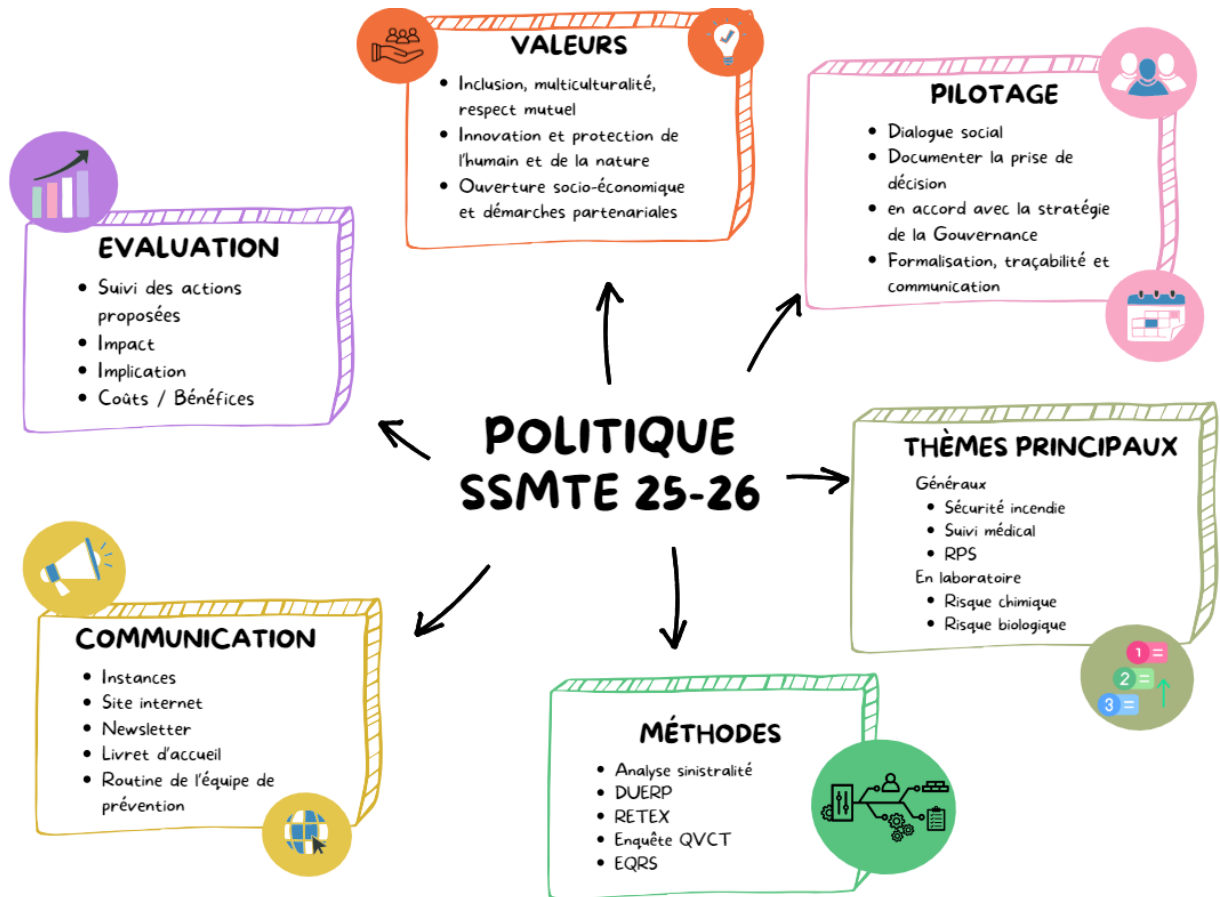 VALEURS
Inclusion, multiculturalité,
respect mutuel
Innovation et protection de
l'humain et de la nature
Ouverture socio-économique
et démarches partenariales
PILOTAGE
Dialogue social
Documenter la prise de
décision
en accord avec la stratégie
de la Gouvernance
Formalisation, traçabilité et
communication
EVALUATION
Suivi des actions
proposées
Impact
Implication
Coûts / Bénéfices
POLITIQUE
SSMTE 25-26
THÈMES PRINCIPAUX
Généraux
Sécurité incendie
Suivi médical
RPS
En laboratoire
Risque chimique
Risque biologique
1 =
2 =
3 =
COMMUNICATION
Instances
Site internet
Newsletter
Livret d'accueil
Routine de l'équipe de
prévention
MÉTHODES
Analyse sinistralité
DUERP
RETEX
Enquête QVCT
EQRS